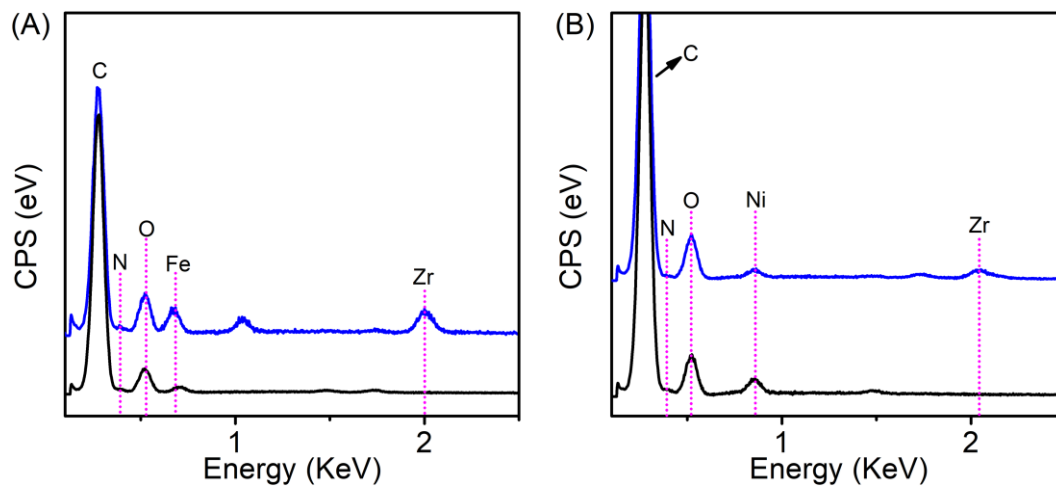 (A)
C
N
O
Fe
Zr
CPS (eV)
1
2
Energy (KeV)
(B)
C
N
O
Ni
Zr
CPS (eV)
1
2
Energy (KeV)